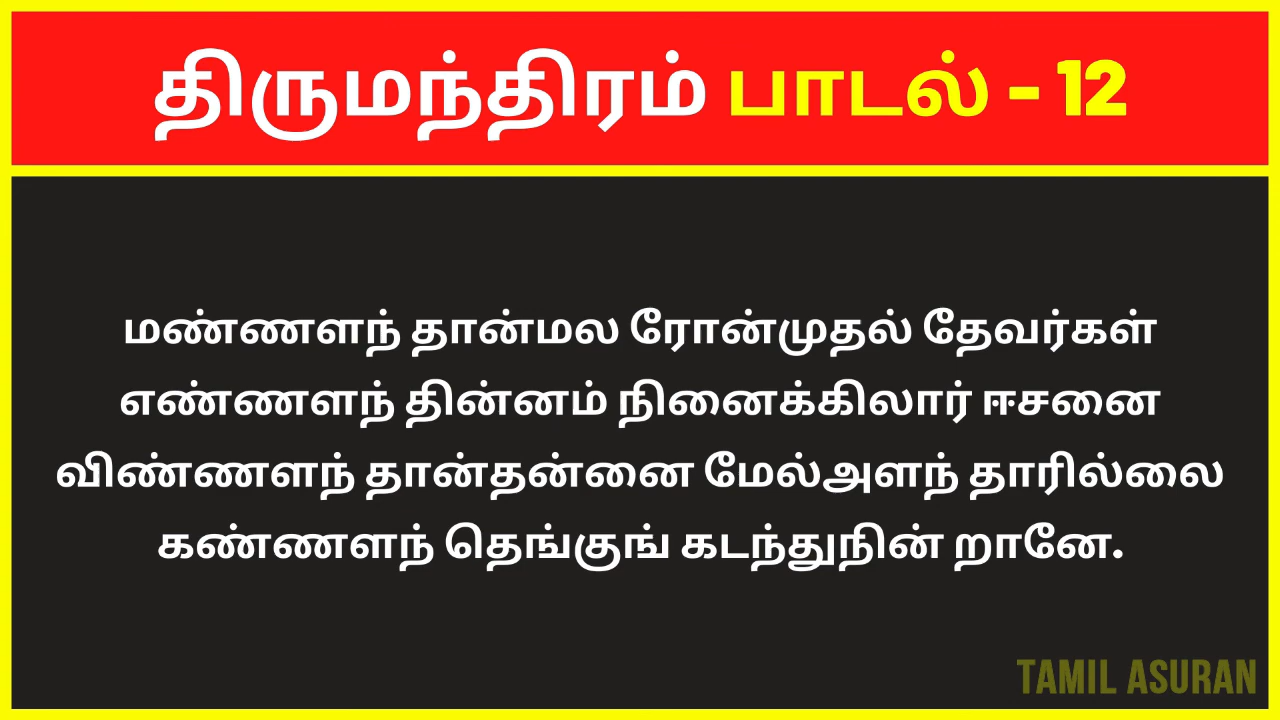 திருமந்திரம் பாடல் - 12
மண்ணளந் தான்மல ரோன்முதல் தேவர்கள்
எண்ணளந் தின்னம் நினைக்கிலார் ஈசனை
விண்ணளந் தான்தன்னை மேல்அளந் தாரில்லை
கண்ணளந் தெங்குங் கடந்துநின் றானே.
TAMIL ASURAN